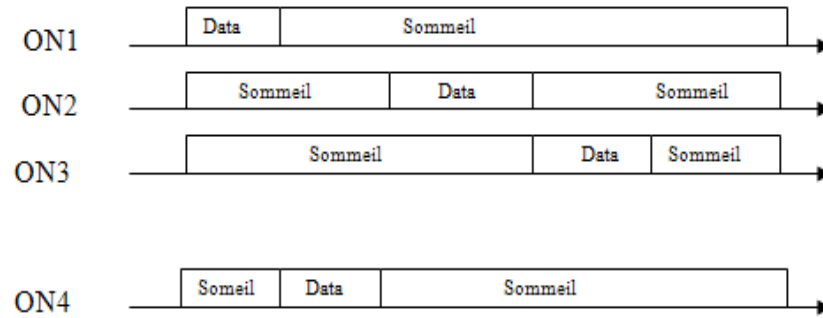 ON1 Data Sommeil
ON2 Sommeil Data Sommeil
ON3 Sommeil Data Sommeil
ON4 Someil Data Sommeil